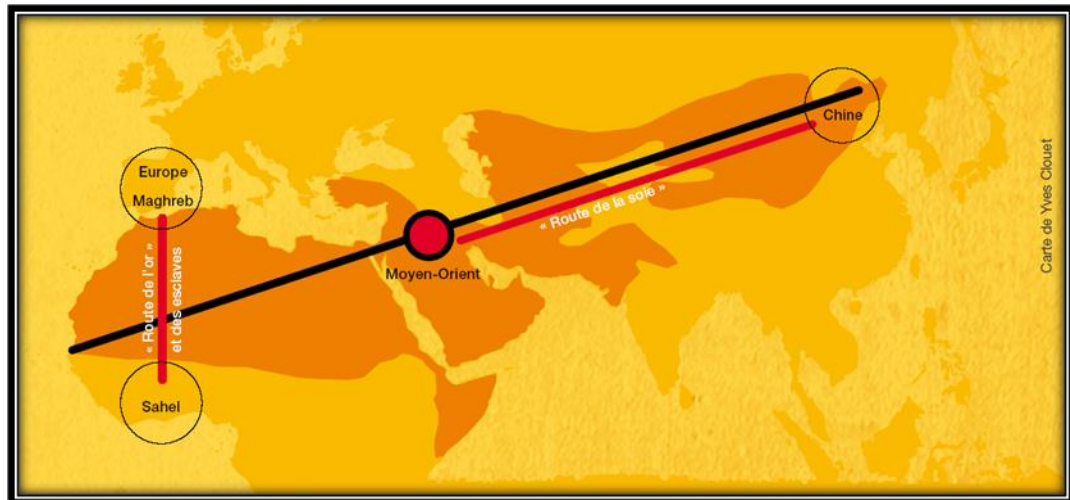 Europe
Maghreb
« Route de l'or »
et des esclaves
Sahel
Moyen-Orient
« Route de la soie »
Chine
Carte de Yves Clouet